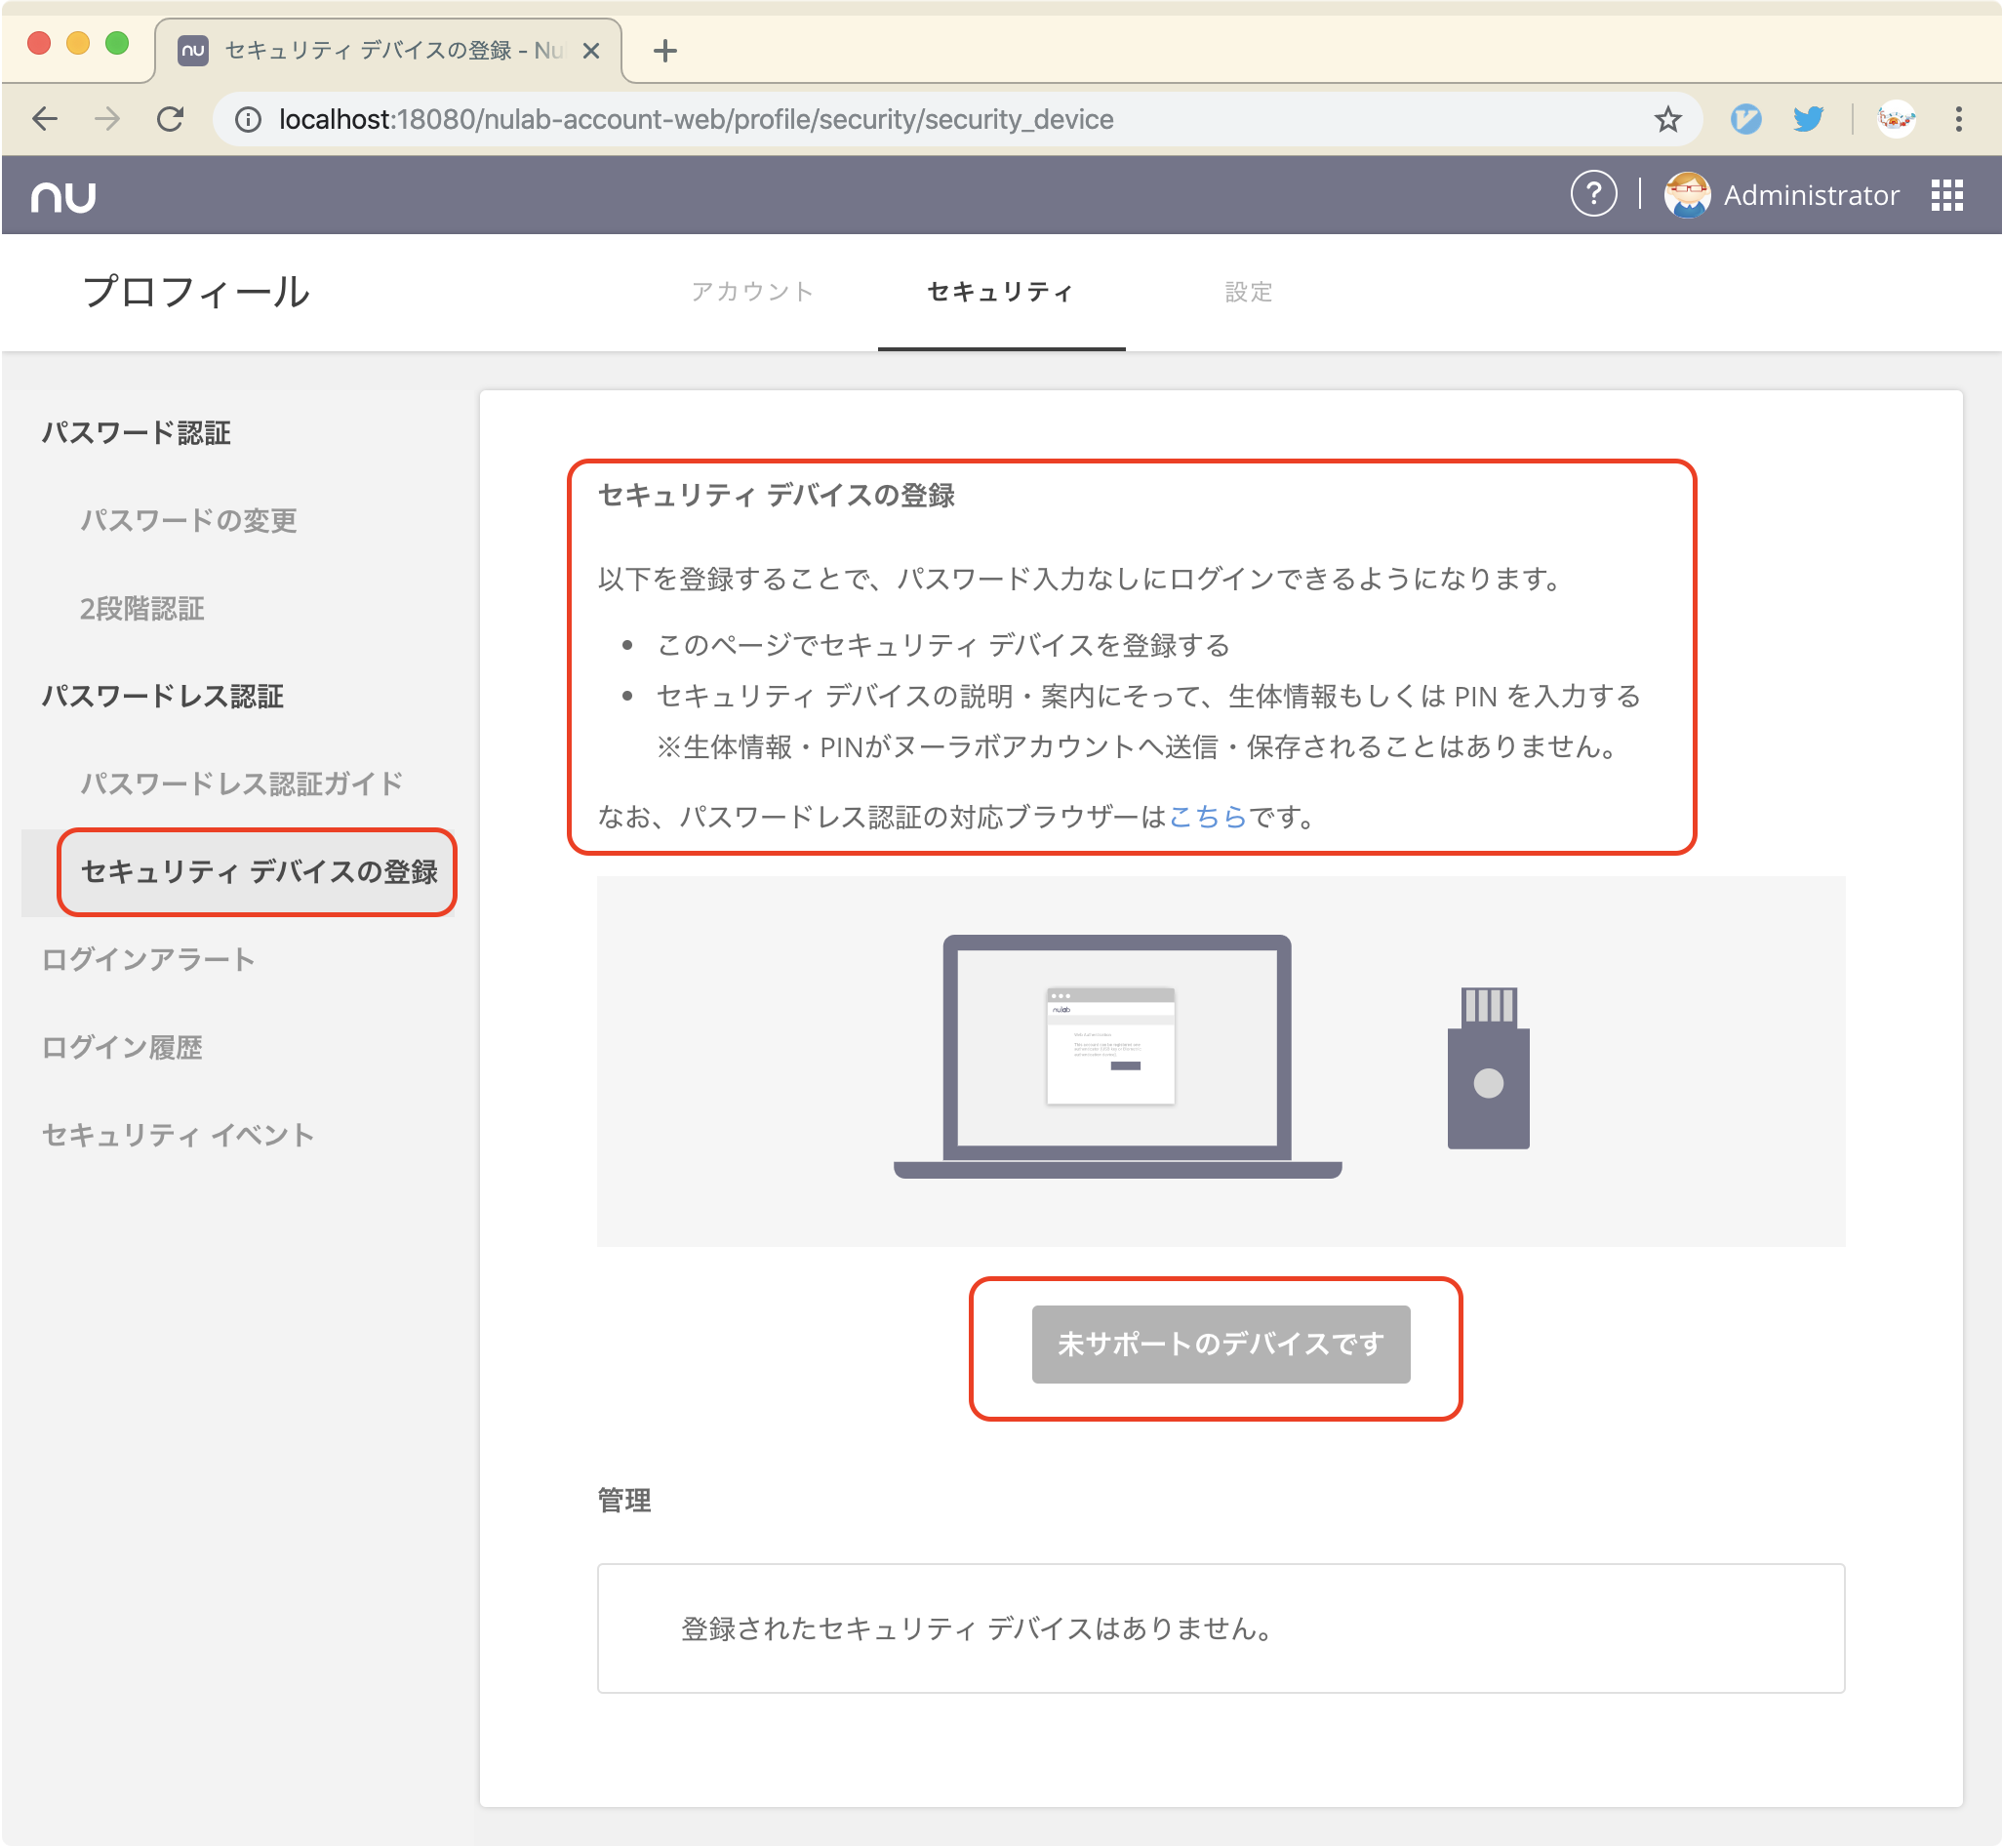 nu セキュリティ デバイスの登録 - Nu
localhost:18080/nulab-account-web/profile/security/security_device
nu
? Administrator
プロフィール
アカウント セキュリティ 設定
パスワード認証
パスワードの変更
2段階認証
パスワードレス認証
パスワードレス認証ガイド
セキュリティ デバイスの登録
ログインアラート
ログイン履歴
セキュリティ イベント
セキュリティ デバイスの登録
以下を登録することで、パスワード入力なしにログインできるようになります。
• このページでセキュリティ デバイスを登録する
• セキュリティ デバイスの説明・案内にそって、生体情報もしくは PIN を入力する
※生体情報・PINがヌーラボアカウントへ送信・保存されることはありません。
なお、パスワードレス認証の対応ブラウザーはこちらです。
nulab
未サポートのデバイスです
管理
登録されたセキュリティ デバイスはありません。